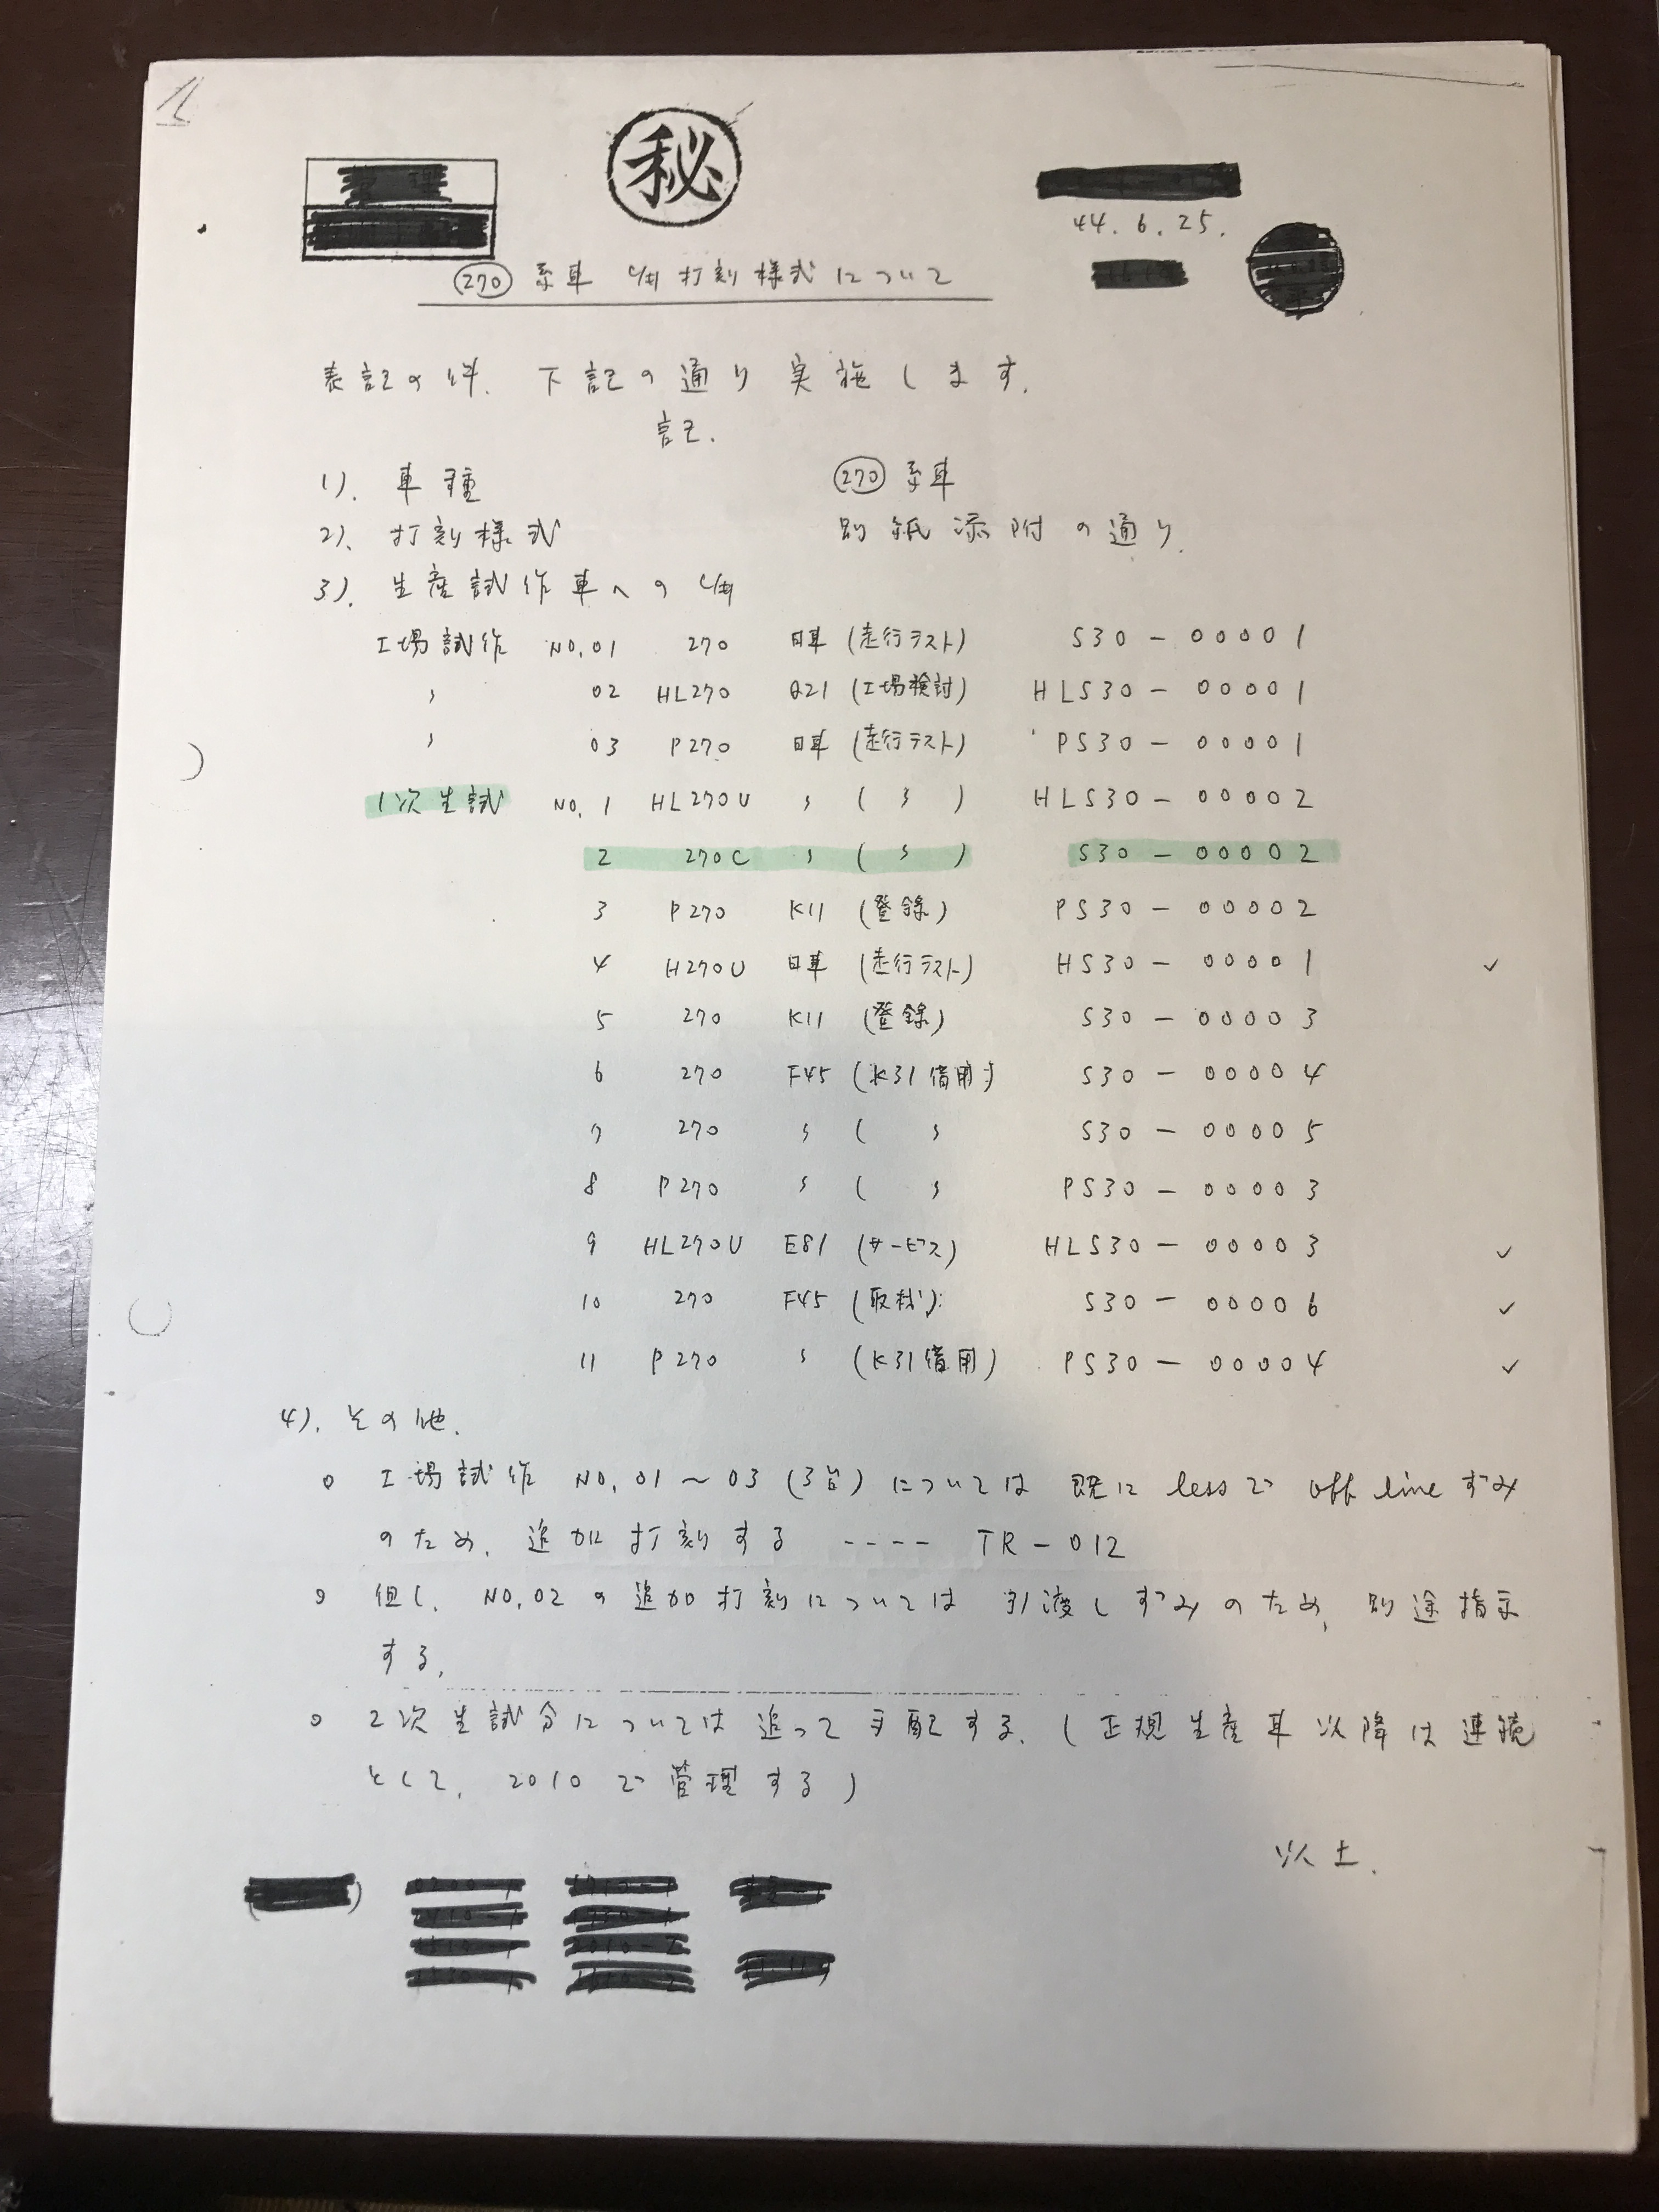 1
秘
44. 6. 25.
270 系車 C/# 打刻様式について
表記の件. 下記の通り実施します.
記.
1). 車種 270 系車
2). 打刻様式 別紙添附の通り.
3). 生産試作車への C/#
工場試作 NO.01 270 日車 (走行テスト) S30 - 00001
〃 02 HL270 (工場検討) HLS30 - 00001
〃 03 P270 日車 (走行テスト) PS30 - 00001
1次生試 NO.1 HL270U 〃 ( 〃 ) HLS30 - 00002
2 270C 〃 ( 〃 ) S30 - 00002
3 P270 K11 (登録) PS30 - 00002
4 H270U 日車 (走行テスト) HS30 - 00001 ✓
5 270 K11 (登録) S30 - 00003
6 270 F45 (K31借用) S30 - 00004
7 270 〃 ( 〃 S30 - 00005
8 P270 〃 ( 〃 PS30 - 00003
9 HL270U E81 (サービス) HLS30 - 00003 ✓
10 270 F45 (取材) S30 - 00006 ✓
11 P270 〃 (K31借用) PS30 - 00004 ✓
4). その他.
o 工場試作 NO.01~03 (3台) については 既に less で off line ずみ
のため. 追加打刻する ---- TR-012
o 但し. NO.02 の追加打刻については 引渡しずみのため, 別途指示
する.
o 2次生試分については追って手配する. (正規生産車以降は連続
として. 2010 で管理する)
以上.